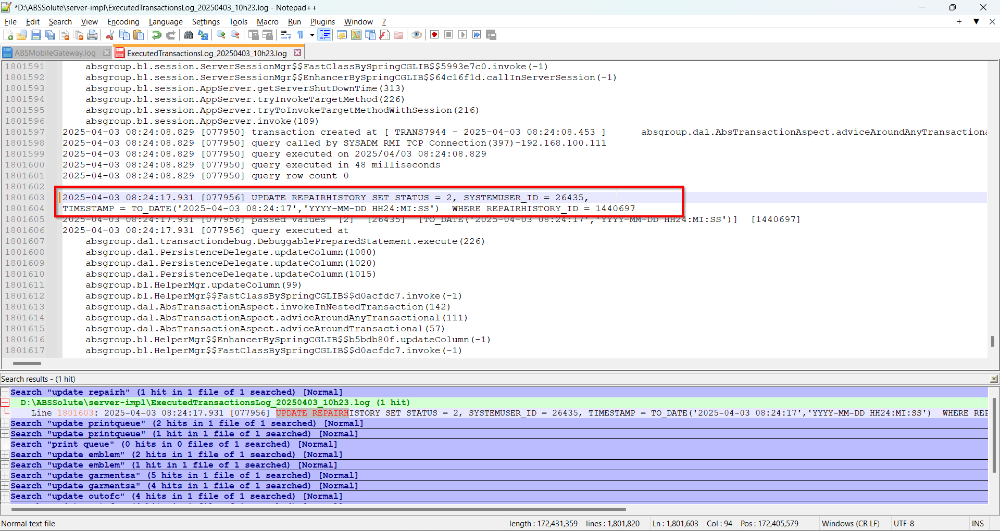 *D:\ABSSolute\server-impl\ExecutedTransactionsLog_20250403_10h23.log - Notepad++
File Edit Search View Encoding Language Settings Tools Macro Run Plugins Window ?
ABSMobileGateway.log ExecutedTransactionsLog_20250403_10h23.log
1801591 absgroup.bl.session.ServerSessionMgr$$FastClassBySpringCGLIB$$5993e7c0.invoke(-1)
1801592 absgroup.bl.session.ServerSessionMgr$$EnhancerBySpringCGLIB$$64c16f1d.callInServerSession(-1)
1801593 absgroup.bl.session.AppServer.getServerShutDownTime(313)
1801594 absgroup.bl.session.AppServer.tryInvokeTargetMethod(226)
1801595 absgroup.bl.session.AppServer.tryToInvokeTargetMethodWithSession(216)
1801596 absgroup.bl.session.AppServer.invoke(189)
1801597 2025-04-03 08:24:08.829 [077950] transaction created at [ TRANS7944 - 2025-04-03 08:24:08.453 ] absgroup.dal.AbsTransactionAspect.adviceAroundAnyTransactiona
1801598 2025-04-03 08:24:08.829 [077950] query called by SYSADM RMI TCP Connection(397)-192.168.100.111
1801599 2025-04-03 08:24:08.829 [077950] query executed on 2025/04/03 08:24:08.829
1801600 2025-04-03 08:24:08.829 [077950] query executed in 48 milliseconds
1801601 2025-04-03 08:24:08.829 [077950] query row count 0
1801602
1801603 2025-04-03 08:24:17.931 [077956] UPDATE REPAIRHISTORY SET STATUS = 2, SYSTEMUSER_ID = 26435,
1801604 TIMESTAMP = TO_DATE('2025-04-03 08:24:17','YYYY-MM-DD HH24:MI:SS') WHERE REPAIRHISTORY_ID = 1440697
1801605 2025-04-03 08:24:17.931 [077956] passed values [2] [26435] [TO_DATE('2025-04-03 08:24:17','YYYY-MM-DD HH24:MI:SS')] [1440697]
1801606 2025-04-03 08:24:17.931 [077956] query executed at
1801607 absgroup.dal.transactiondebug.DebuggablePreparedStatement.execute(226)
1801608 absgroup.dal.PersistenceDelegate.updateColumn(1080)
1801609 absgroup.dal.PersistenceDelegate.updateColumn(1020)
1801610 absgroup.dal.PersistenceDelegate.updateColumn(1015)
1801611 absgroup.bl.HelperMgr.updateColumn(99)
1801612 absgroup.bl.HelperMgr$$FastClassBySpringCGLIB$$d0acfdc7.invoke(-1)
1801613 absgroup.dal.AbsTransactionAspect.invokeInNestedTransaction(142)
1801614 absgroup.dal.AbsTransactionAspect.adviceAroundAnyTransactional(111)
1801615 absgroup.dal.AbsTransactionAspect.adviceAroundTransactional(57)
1801616 absgroup.bl.HelperMgr$$EnhancerBySpringCGLIB$$b5bdb80f.updateColumn(-1)
1801617 absgroup.bl.HelperMgr$$FastClassBySpringCGLIB$$d0acfdc7.invoke(-1)
Search results - (1 hit)
Search "update repairh" (1 hit in 1 file of 1 searched) [Normal]
D:\ABSSolute\server-impl\ExecutedTransactionsLog_20250403_10h23.log (1 hit)
Line 1801603: 2025-04-03 08:24:17.931 [077956] UPDATE REPAIRHISTORY SET STATUS = 2, SYSTEMUSER_ID = 26435, TIMESTAMP = TO_DATE('2025-04-03 08:24:17','YYYY-MM-DD HH24:MI:SS') WHERE REP
Search "update printqueue" (2 hits in 1 file of 1 searched) [Normal]
Search "update printqueue" (1 hit in 1 file of 1 searched) [Normal]
Search "print queue" (0 hits in 0 files of 1 searched) [Normal]
Search "update emblem" (2 hits in 1 file of 1 searched) [Normal]
Search "update emblem" (1 hit in 1 file of 1 searched) [Normal]
Search "update garmentsa" (5 hits in 1 file of 1 searched) [Normal]
Search "update garmentsa" (4 hits in 1 file of 1 searched) [Normal]
Search "update outofc" (4 hits in 1 file of 1 searched) [Normal]
Normal text file length : 172,431,359 lines : 1,801,820 Ln : 1,801,603 Col : 94 Pos : 172,405,579 Windows (CR LF) UTF-8 INS